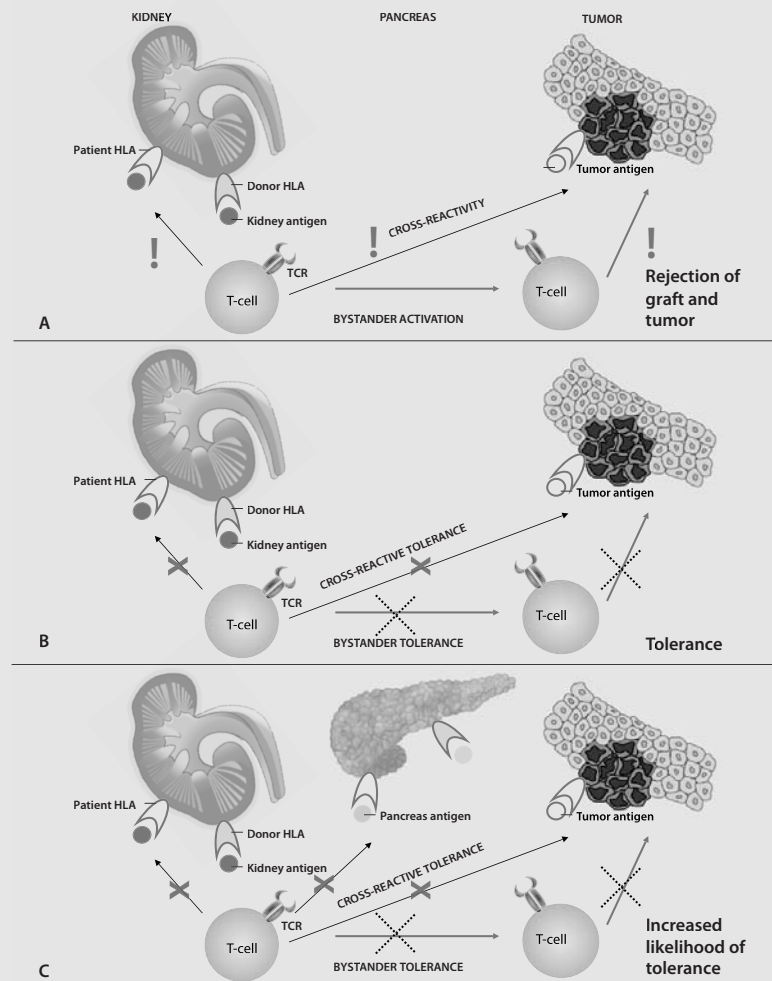 KIDNEY
PANCREAS
TUMOR
Patient HLA
Donor HLA
Kidney antigen
Tumor antigen
CROSS-REACTIVITY
!
!
!
TCR
T-cell
T-cell
BYSTANDER ACTIVATION
Rejection of
graft and
tumor
A
Patient HLA
Donor HLA
Kidney antigen
Tumor antigen
CROSS-REACTIVE TOLERANCE
TCR
T-cell
T-cell
BYSTANDER TOLERANCE
Tolerance
B
Patient HLA
Donor HLA
Kidney antigen
Pancreas antigen
Tumor antigen
CROSS-REACTIVE TOLERANCE
TCR
T-cell
T-cell
BYSTANDER TOLERANCE
Increased
likelihood of
tolerance
C